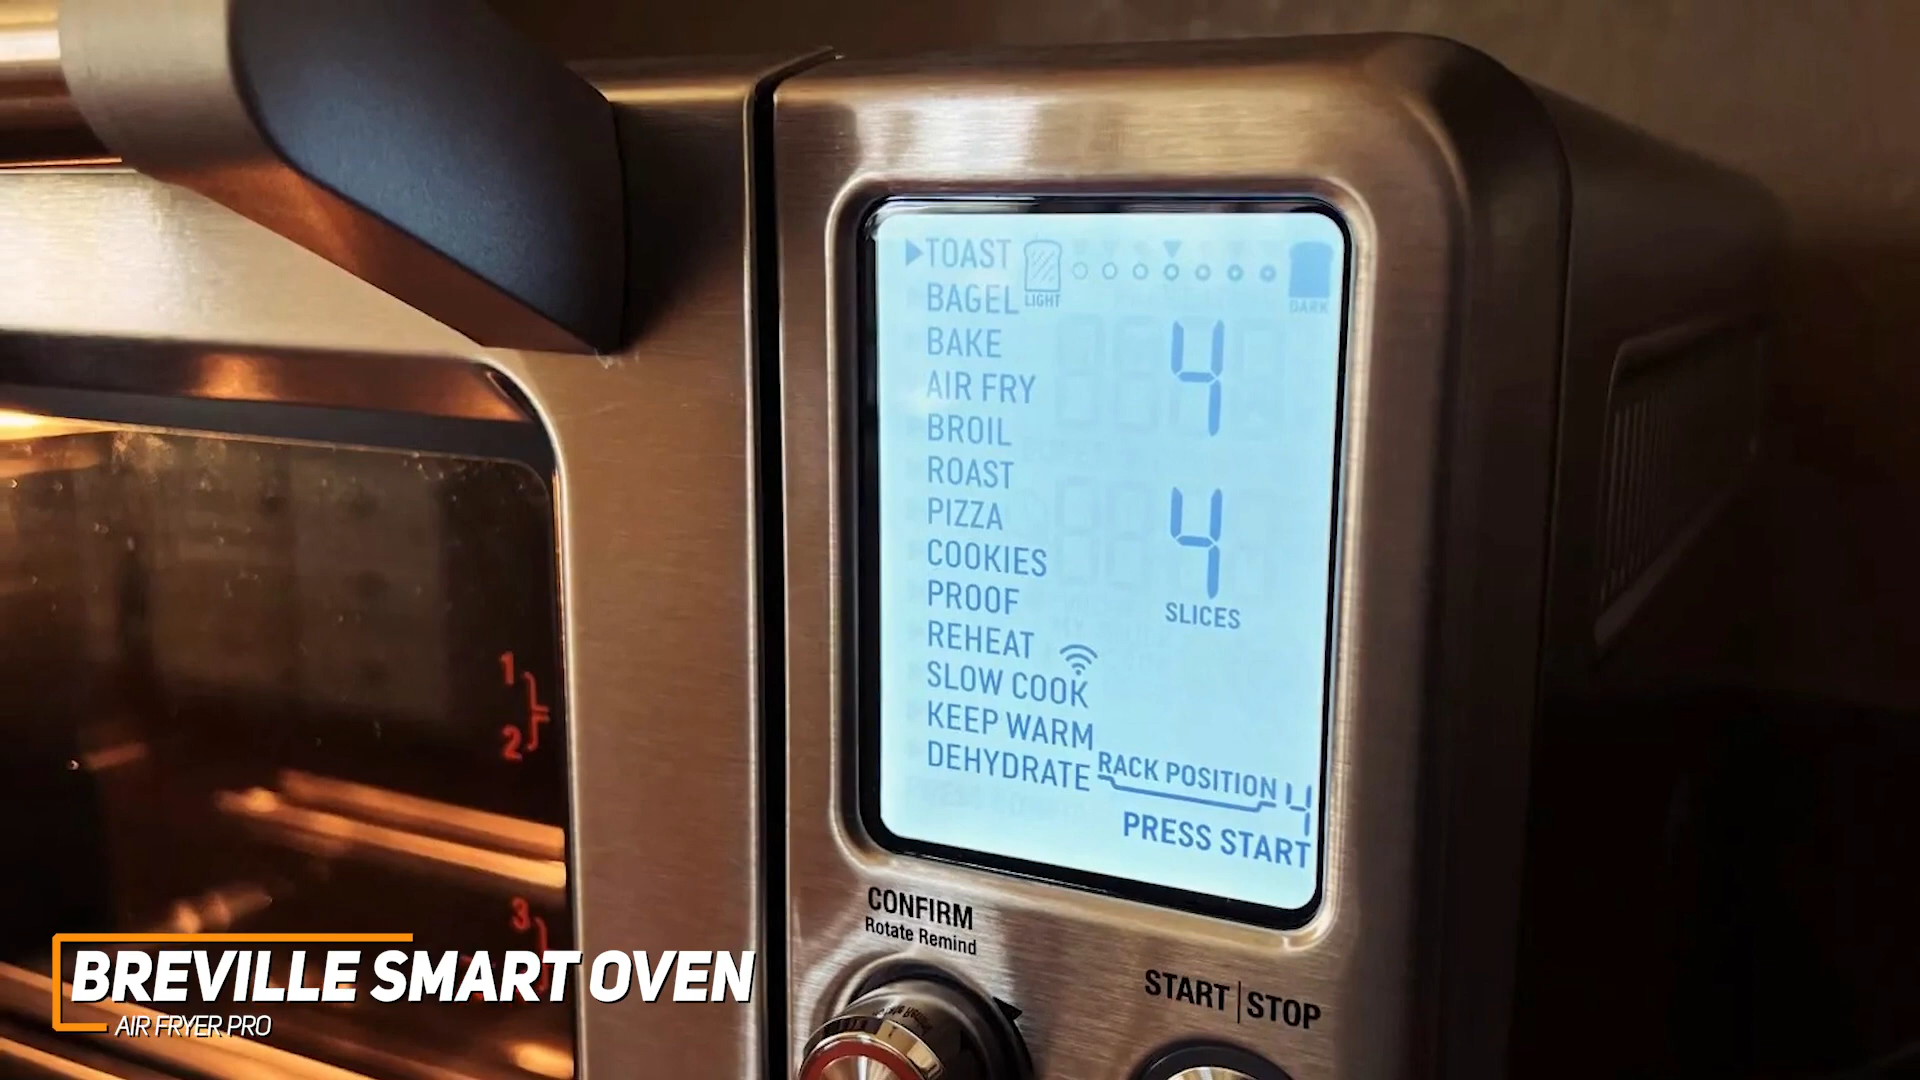 TOAST
LIGHT
DARK
BAGEL
BAKE
4
AIR FRY
BROIL
ROAST
PIZZA
4
COOKIES
PROOF
SLICES
REHEAT
SLOW COOK
KEEP WARM
DEHYDRATE
RACK POSITION 4
PRESS START
1
2
3
CONFIRM
Rotate Remind
START | STOP
BREVILLE SMART OVEN
AIR FRYER PRO